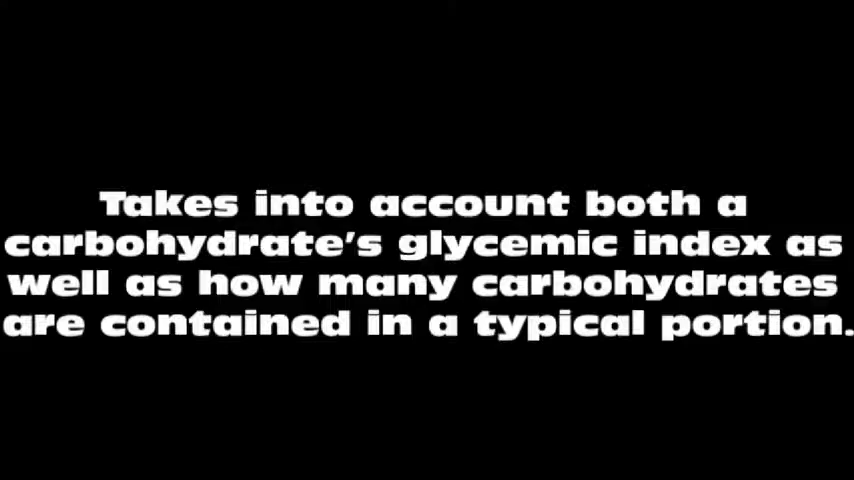 Takes into account both a
carbohydrate's glycemic index as
well as how many carbohydrates
are contained in a typical portion.